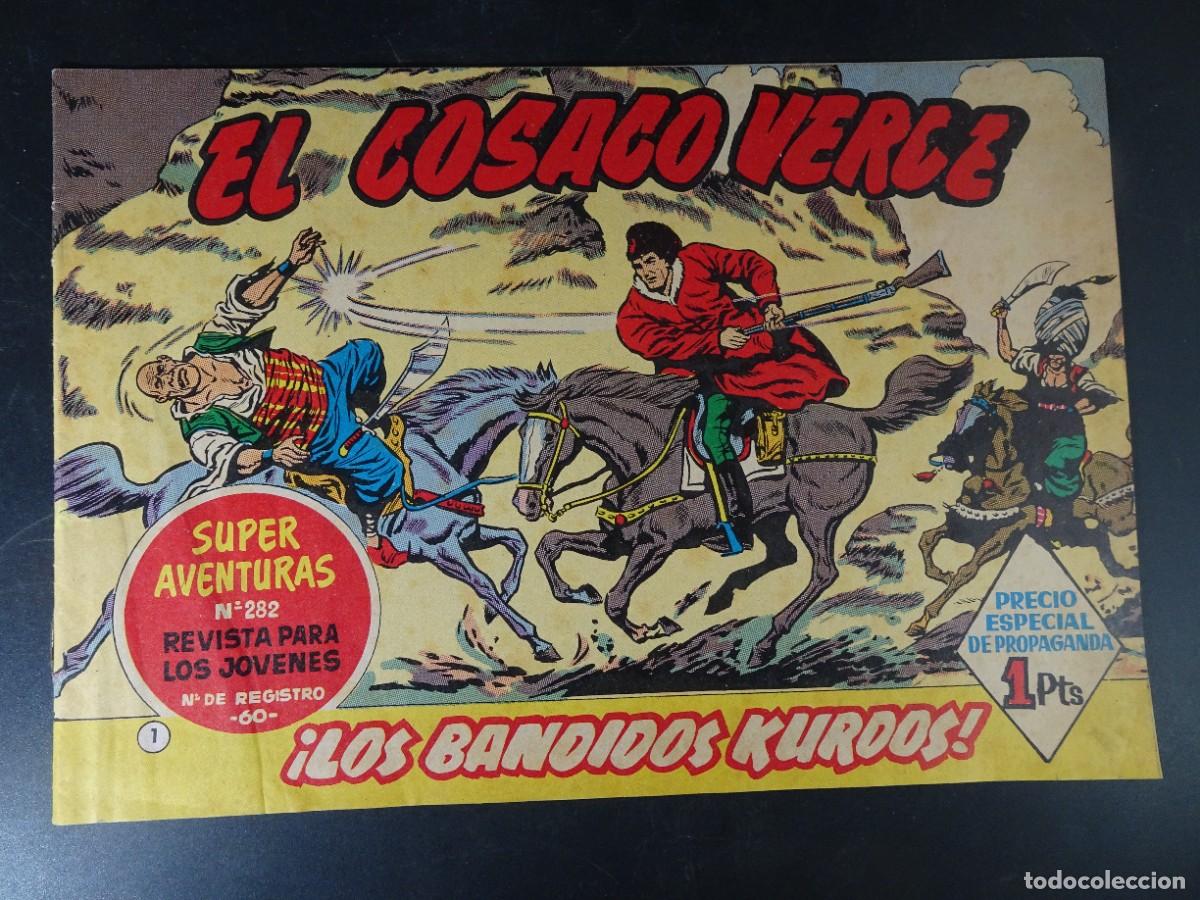 EL COSACO VERDE
SUPER
AVENTURAS
Nº 282
REVISTA PARA
LOS JOVENES
Nº DE REGISTRO
-60-
PRECIO
ESPECIAL
DE PROPAGANDA
1 Pts
1
¡LOS BANDIDOS KURDOS!
todocoleccion